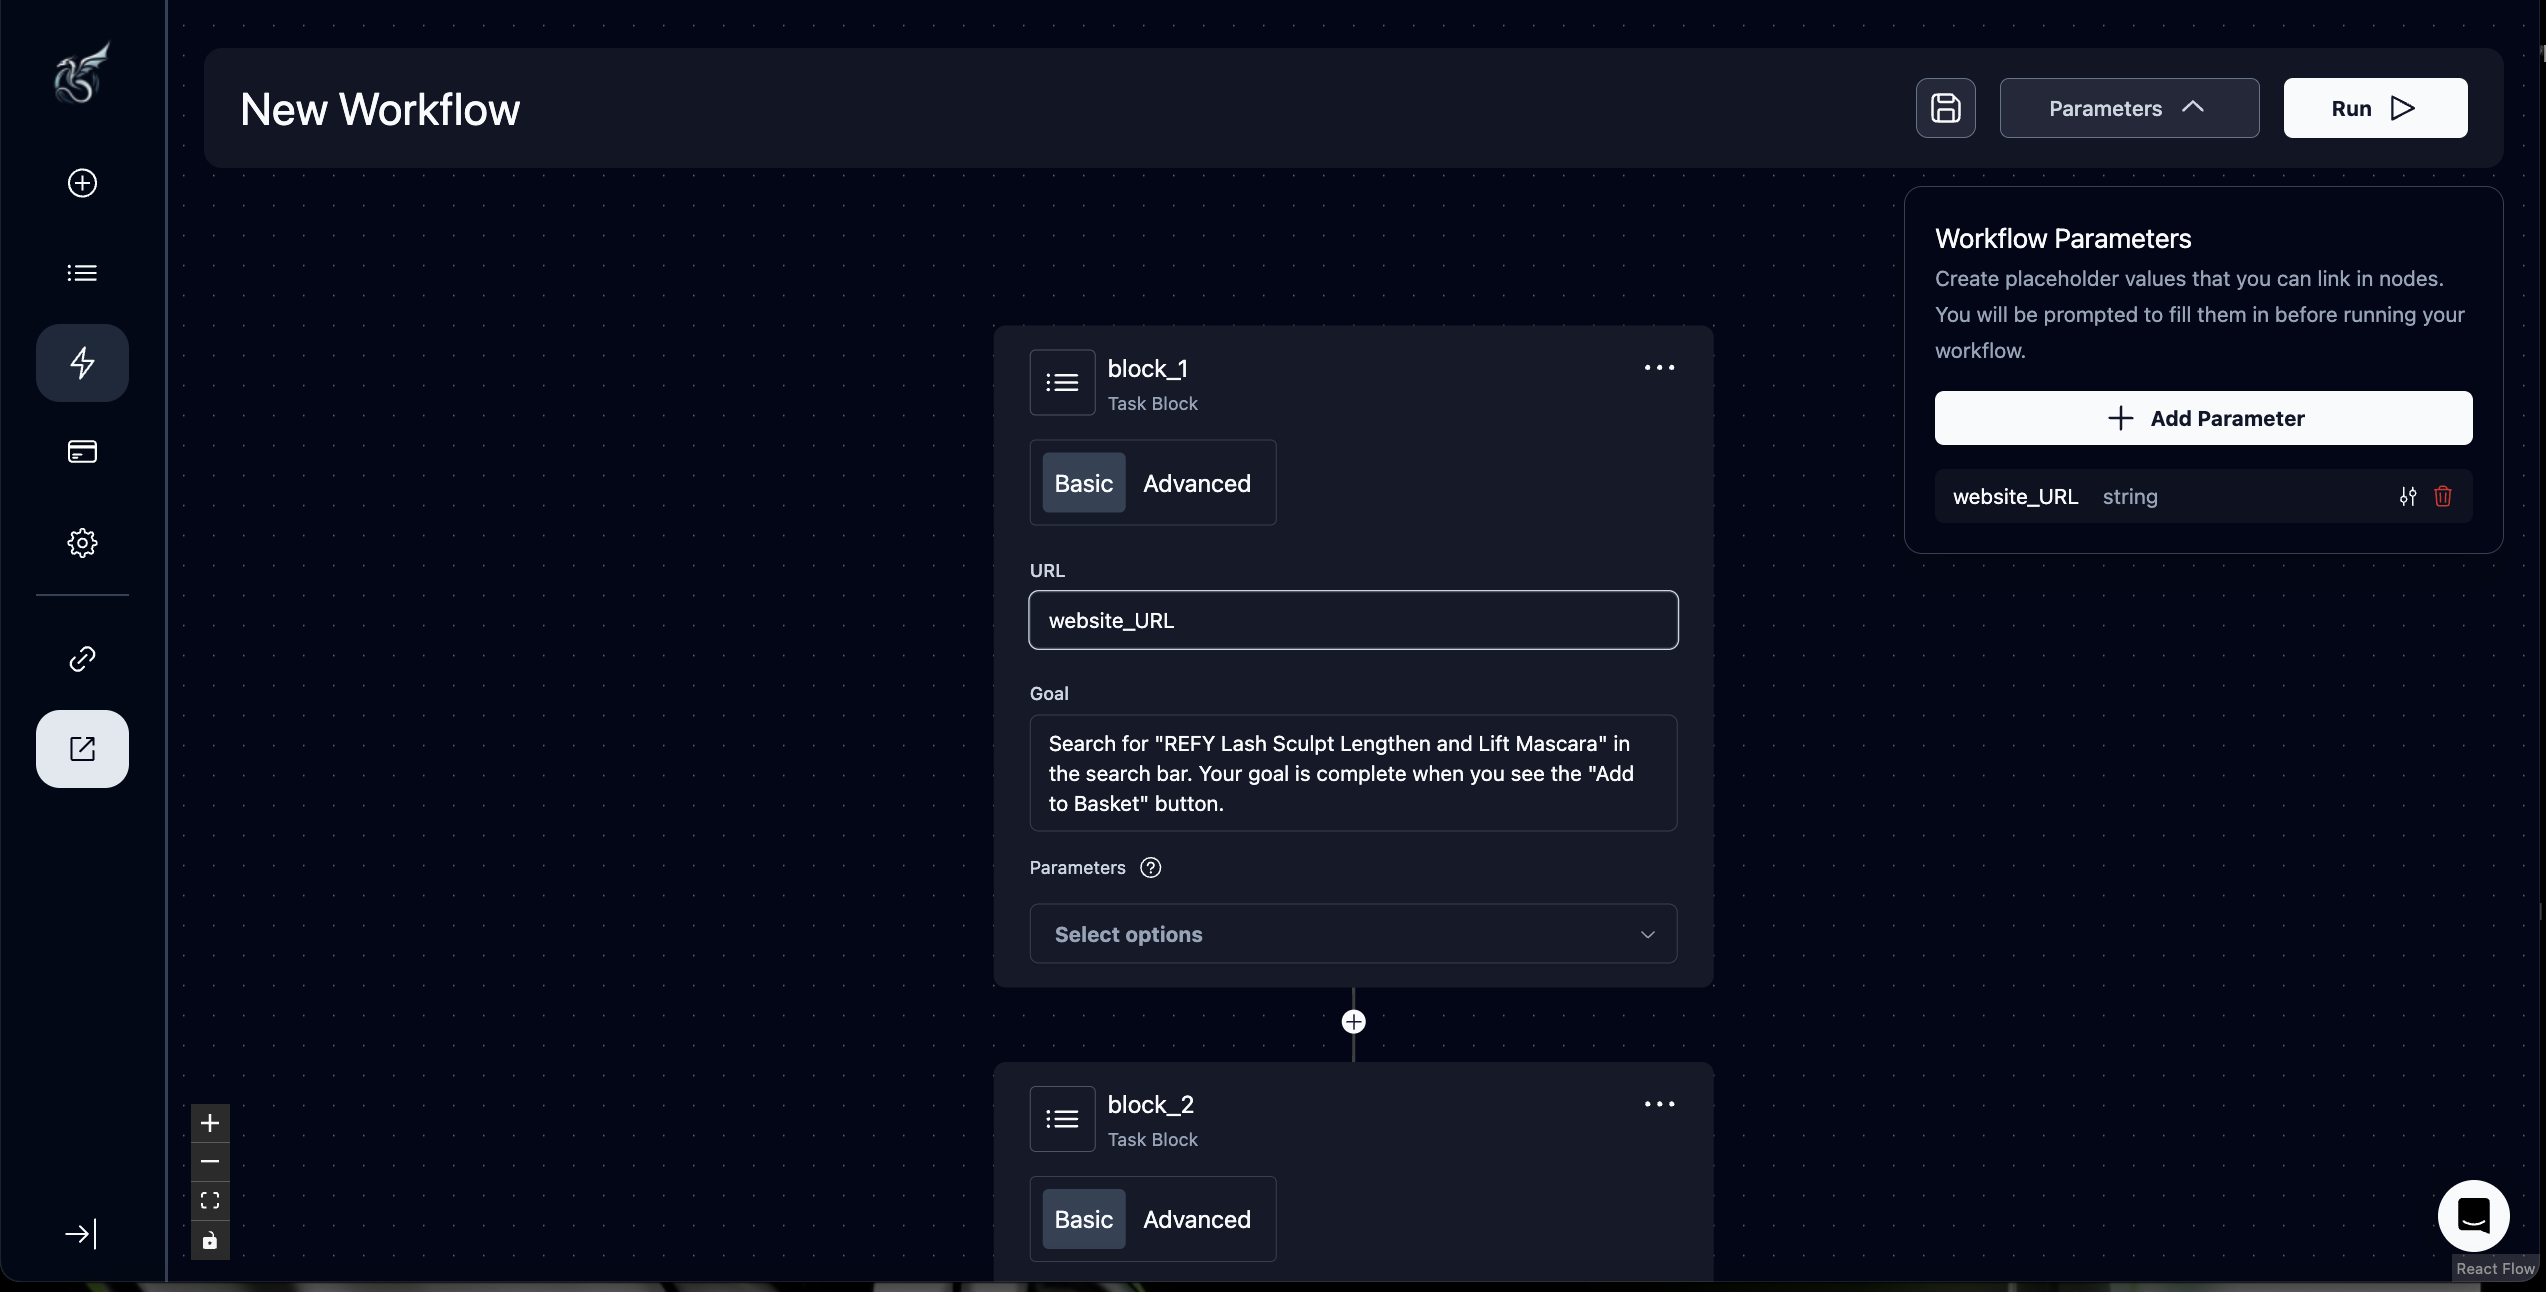 New Workflow
Parameters
Run
Workflow Parameters
Create placeholder values that you can link in nodes.
You will be prompted to fill them in before running your
workflow.
Add Parameter
website_URL string
block_1
Task Block
Basic Advanced
URL
website_URL
Goal
Search for "REFY Lash Sculpt Lengthen and Lift Mascara" in
the search bar. Your goal is complete when you see the "Add
to Basket" button.
Parameters
Select options
block_2
Task Block
Basic Advanced
React Flow